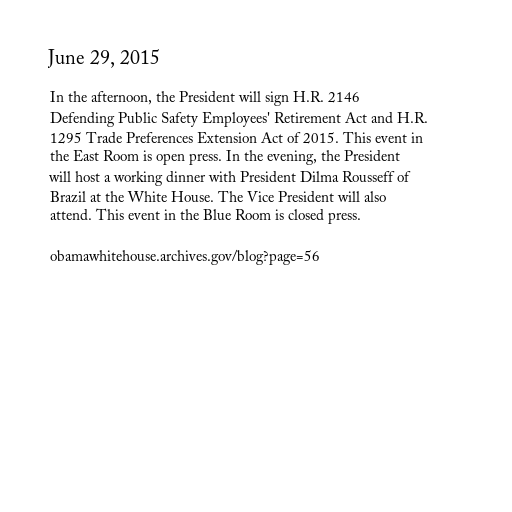 June 29, 2015
In the afternoon, the President will sign H.R. 2146
Defending Public Safety Employees' Retirement Act and H.R.
1295 Trade Preferences Extension Act of 2015. This event in
the East Room is open press. In the evening, the President
will host a working dinner with President Dilma Rousseff of
Brazil at the White House. The Vice President will also
attend. This event in the Blue Room is closed press.
obamawhitehouse.archives.gov/blog?page=56